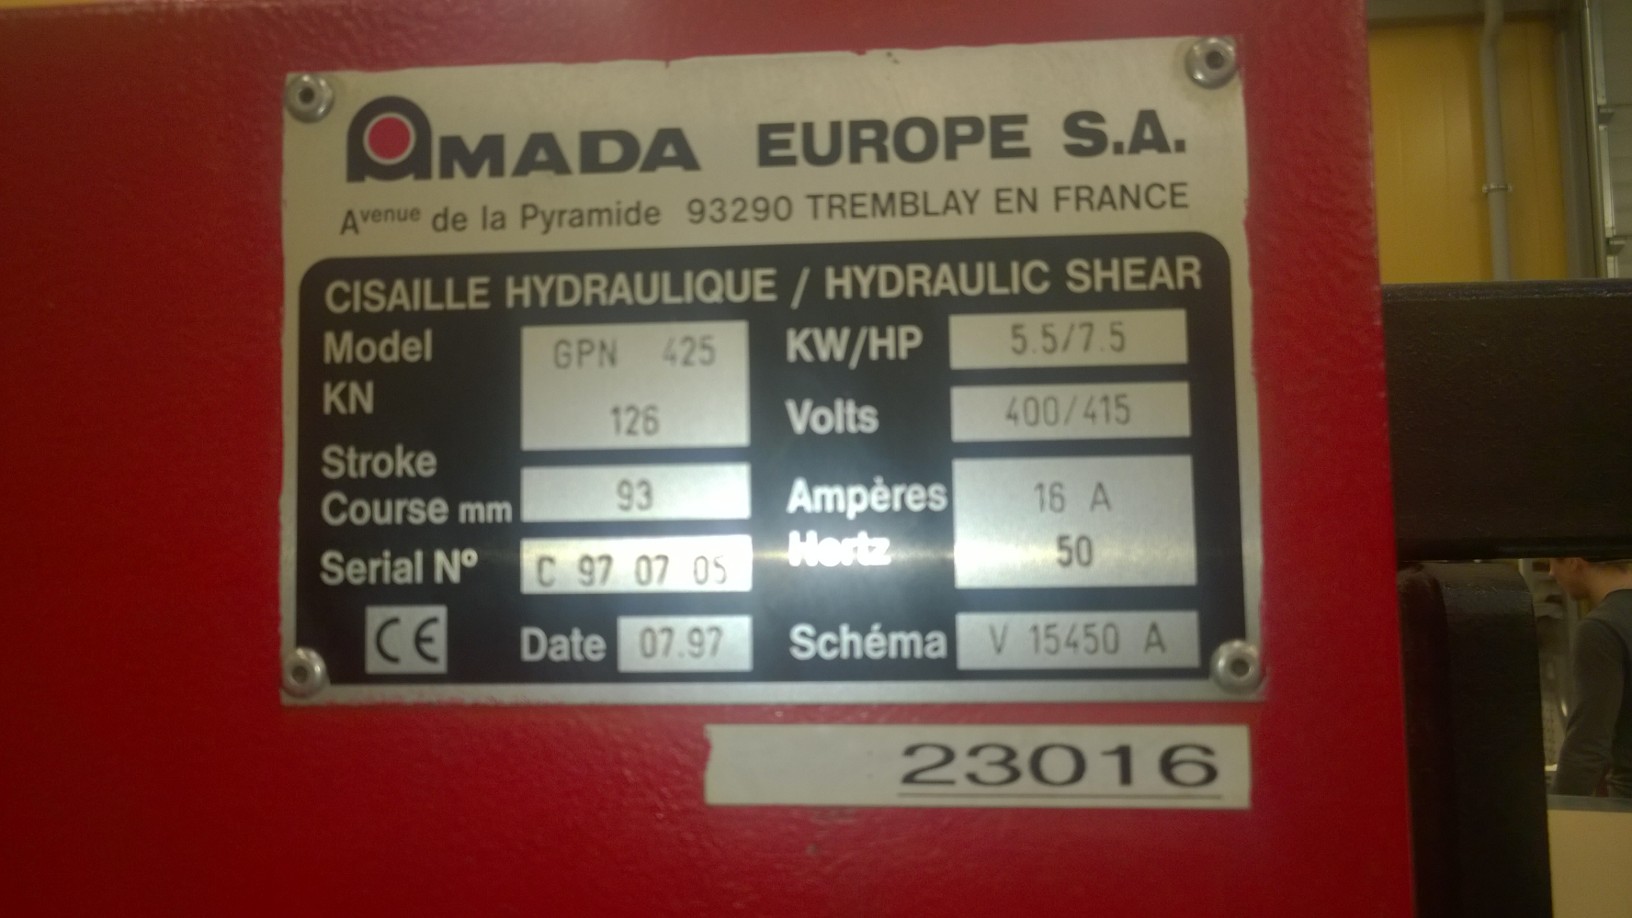 AMADA EUROPE S.A.
Avenue de la Pyramide 93290 TREMBLAY EN FRANCE
CISAILLE HYDRAULIQUE / HYDRAULIC SHEAR
Model GPN 425
KN 126
Stroke
Course mm 93
Serial Nº C 97 07 05
CE Date 07.97
KW/HP 5.5/7.5
Volts 400/415
Ampères 16 A
Hertz 50
Schéma V 15450 A
23016